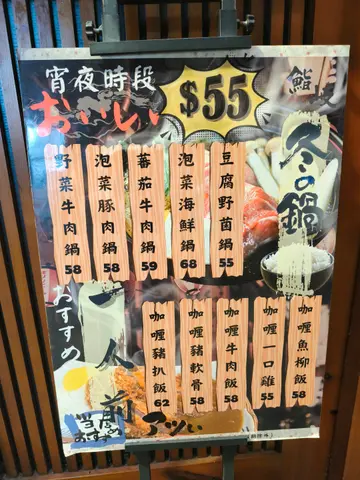 宵夜時段
おいしい
$55
鮨
冬の鍋
豆腐野菌鍋 55
泡菜海鮮鍋 68
蕃茄牛肉鍋 59
泡菜豚肉鍋 58
野菜牛肉鍋 58
おすすめ
一人前
咖喱魚柳飯 58
咖喱一口雞 55
咖喱牛肉飯 58
咖喱豬軟骨 58
咖喱豬扒飯 62